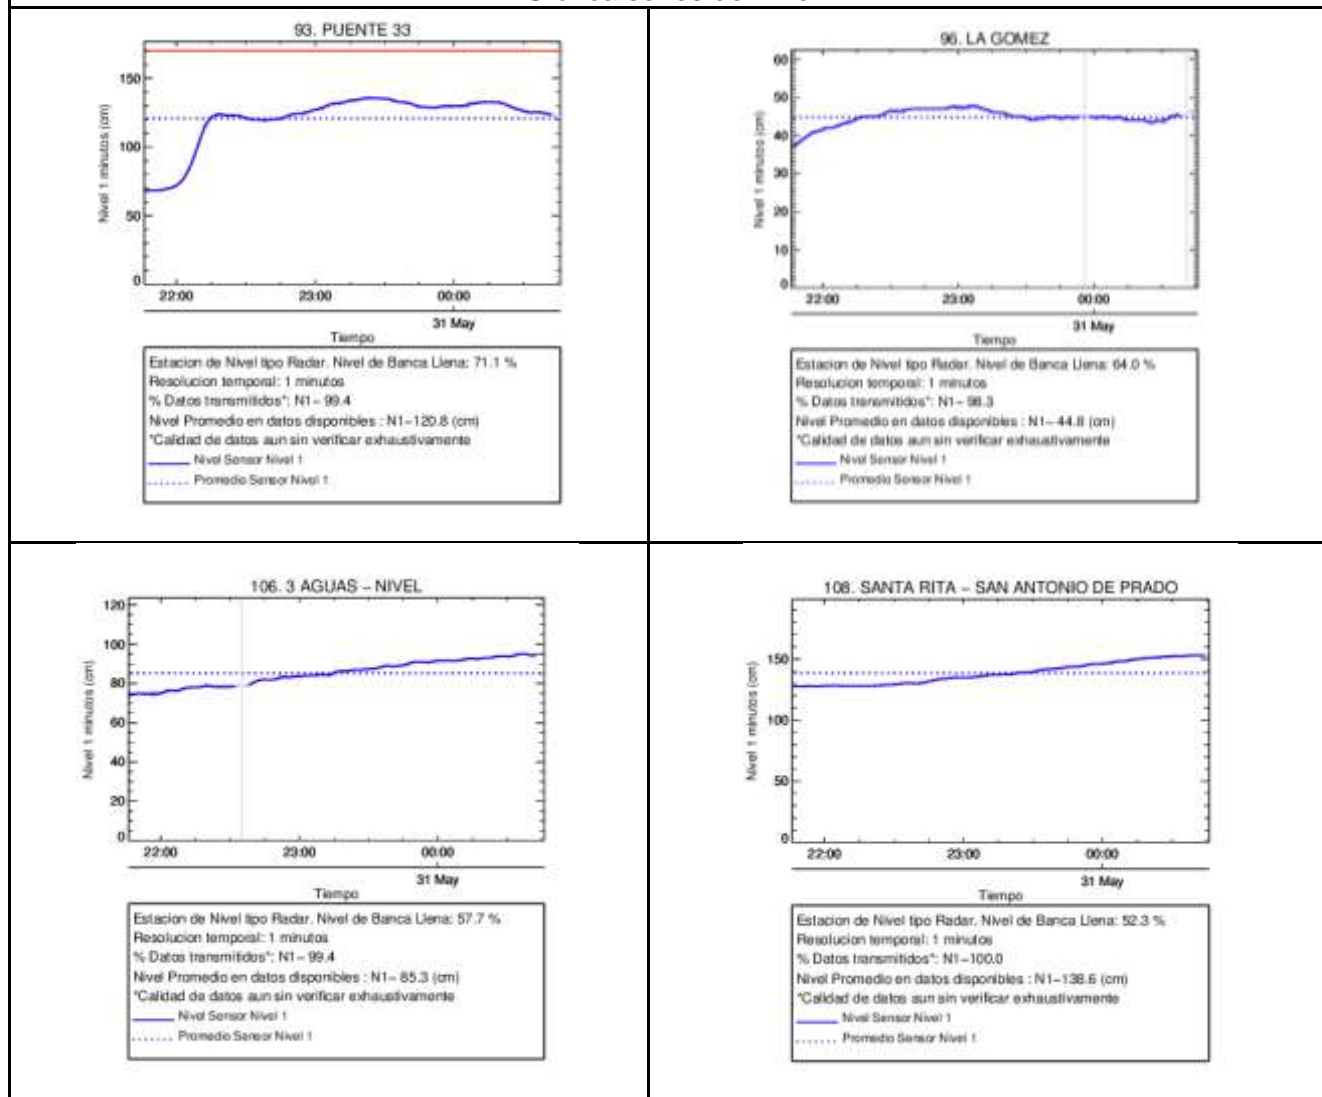 93. PUENTE 33
Nivel 1 minutos (cm)
150
100
50
0
22:00 23:00 00:00
31 May
Tiempo
Estacion de Nivel tipo Radar. Nivel de Banca Llena: 71.1 %
Resolucion temporal: 1 minutos
% Datos transmitidos*: N1− 99.4
Nivel Promedio en datos disponibles : N1−120.8 (cm)
*Calidad de datos aun sin verificar exhaustivamente
Nivel Sensor Nivel 1
Promedio Sensor Nivel 1
96. LA GOMEZ
Nivel 1 minutos (cm)
60
50
40
30
20
10
0
22:00 23:00 00:00
31 May
Tiempo
Estacion de Nivel tipo Radar. Nivel de Banca Llena: 64.0 %
Resolucion temporal: 1 minutos
% Datos transmitidos*: N1− 98.3
Nivel Promedio en datos disponibles : N1− 44.8 (cm)
*Calidad de datos aun sin verificar exhaustivamente
Nivel Sensor Nivel 1
Promedio Sensor Nivel 1
106. 3 AGUAS − NIVEL
Nivel 1 minutos (cm)
120
100
80
60
40
20
0
22:00 23:00 00:00
31 May
Tiempo
Estacion de Nivel tipo Radar. Nivel de Banca Llena: 57.7 %
Resolucion temporal: 1 minutos
% Datos transmitidos*: N1− 99.4
Nivel Promedio en datos disponibles : N1− 85.3 (cm)
*Calidad de datos aun sin verificar exhaustivamente
Nivel Sensor Nivel 1
Promedio Sensor Nivel 1
108. SANTA RITA − SAN ANTONIO DE PRADO
Nivel 1 minutos (cm)
150
100
50
0
22:00 23:00 00:00
31 May
Tiempo
Estacion de Nivel tipo Radar. Nivel de Banca Llena: 52.3 %
Resolucion temporal: 1 minutos
% Datos transmitidos*: N1−100.0
Nivel Promedio en datos disponibles : N1−138.6 (cm)
*Calidad de datos aun sin verificar exhaustivamente
Nivel Sensor Nivel 1
Promedio Sensor Nivel 1